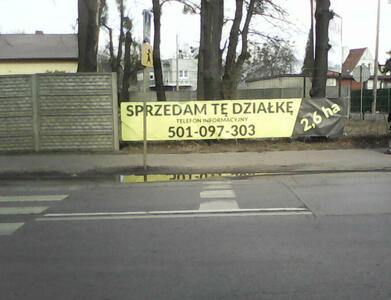 SPRZEDAM TĘ DZIAŁKĘ
TELEFON INFORMACYJNY
501-097-303
2,6 ha